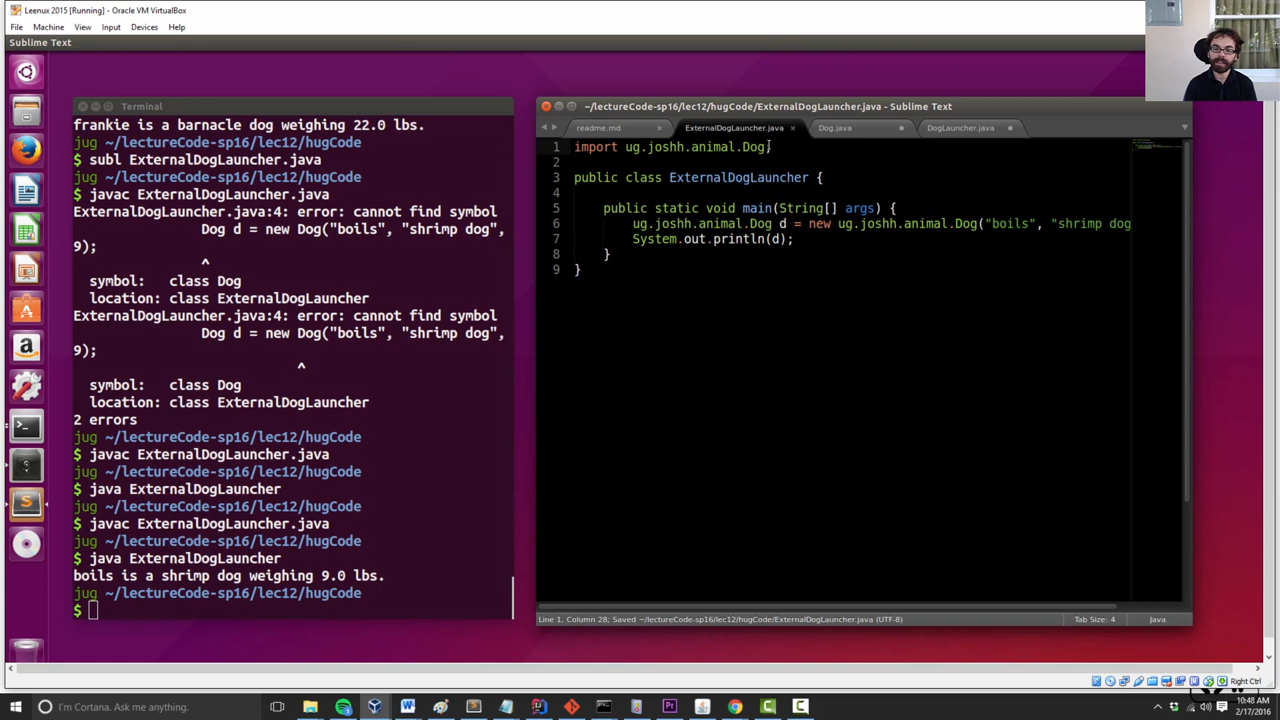 Leenux 2015 [Running] - Oracle VM VirtualBox
File Machine View Input Devices Help
Sublime Text
Terminal
frankie is a barnacle dog weighing 22.0 lbs.
jug ~/lectureCode-sp16/lec12/hugCode
$ subl ExternalDogLauncher.java
jug ~/lectureCode-sp16/lec12/hugCode
$ javac ExternalDogLauncher.java
ExternalDogLauncher.java:4: error: cannot find symbol
Dog d = new Dog("boils", "shrimp dog",
9);
^
symbol: class Dog
location: class ExternalDogLauncher
ExternalDogLauncher.java:4: error: cannot find symbol
Dog d = new Dog("boils", "shrimp dog",
9);
^
symbol: class Dog
location: class ExternalDogLauncher
2 errors
jug ~/lectureCode-sp16/lec12/hugCode
$ javac ExternalDogLauncher.java
jug ~/lectureCode-sp16/lec12/hugCode
$ java ExternalDogLauncher
jug ~/lectureCode-sp16/lec12/hugCode
$ javac ExternalDogLauncher.java
jug ~/lectureCode-sp16/lec12/hugCode
$ java ExternalDogLauncher
boils is a shrimp dog weighing 9.0 lbs.
jug ~/lectureCode-sp16/lec12/hugCode
$
~/lectureCode-sp16/lec12/hugCode/ExternalDogLauncher.java - Sublime Text
readme.md × ExternalDogLauncher.java × Dog.java DogLauncher.java
1 import ug.joshh.animal.Dog;
2
3 public class ExternalDogLauncher {
4
5 public static void main(String[] args) {
6 ug.joshh.animal.Dog d = new ug.joshh.animal.Dog("boils", "shrimp dog
7 System.out.println(d);
8 }
9 }
Line 1, Column 28; Saved ~/lectureCode-sp16/lec12/hugCode/ExternalDogLauncher.java (UTF-8) Tab Size: 4 Java
Right Ctrl
I'm Cortana. Ask me anything.
10:48 AM
2/17/2016